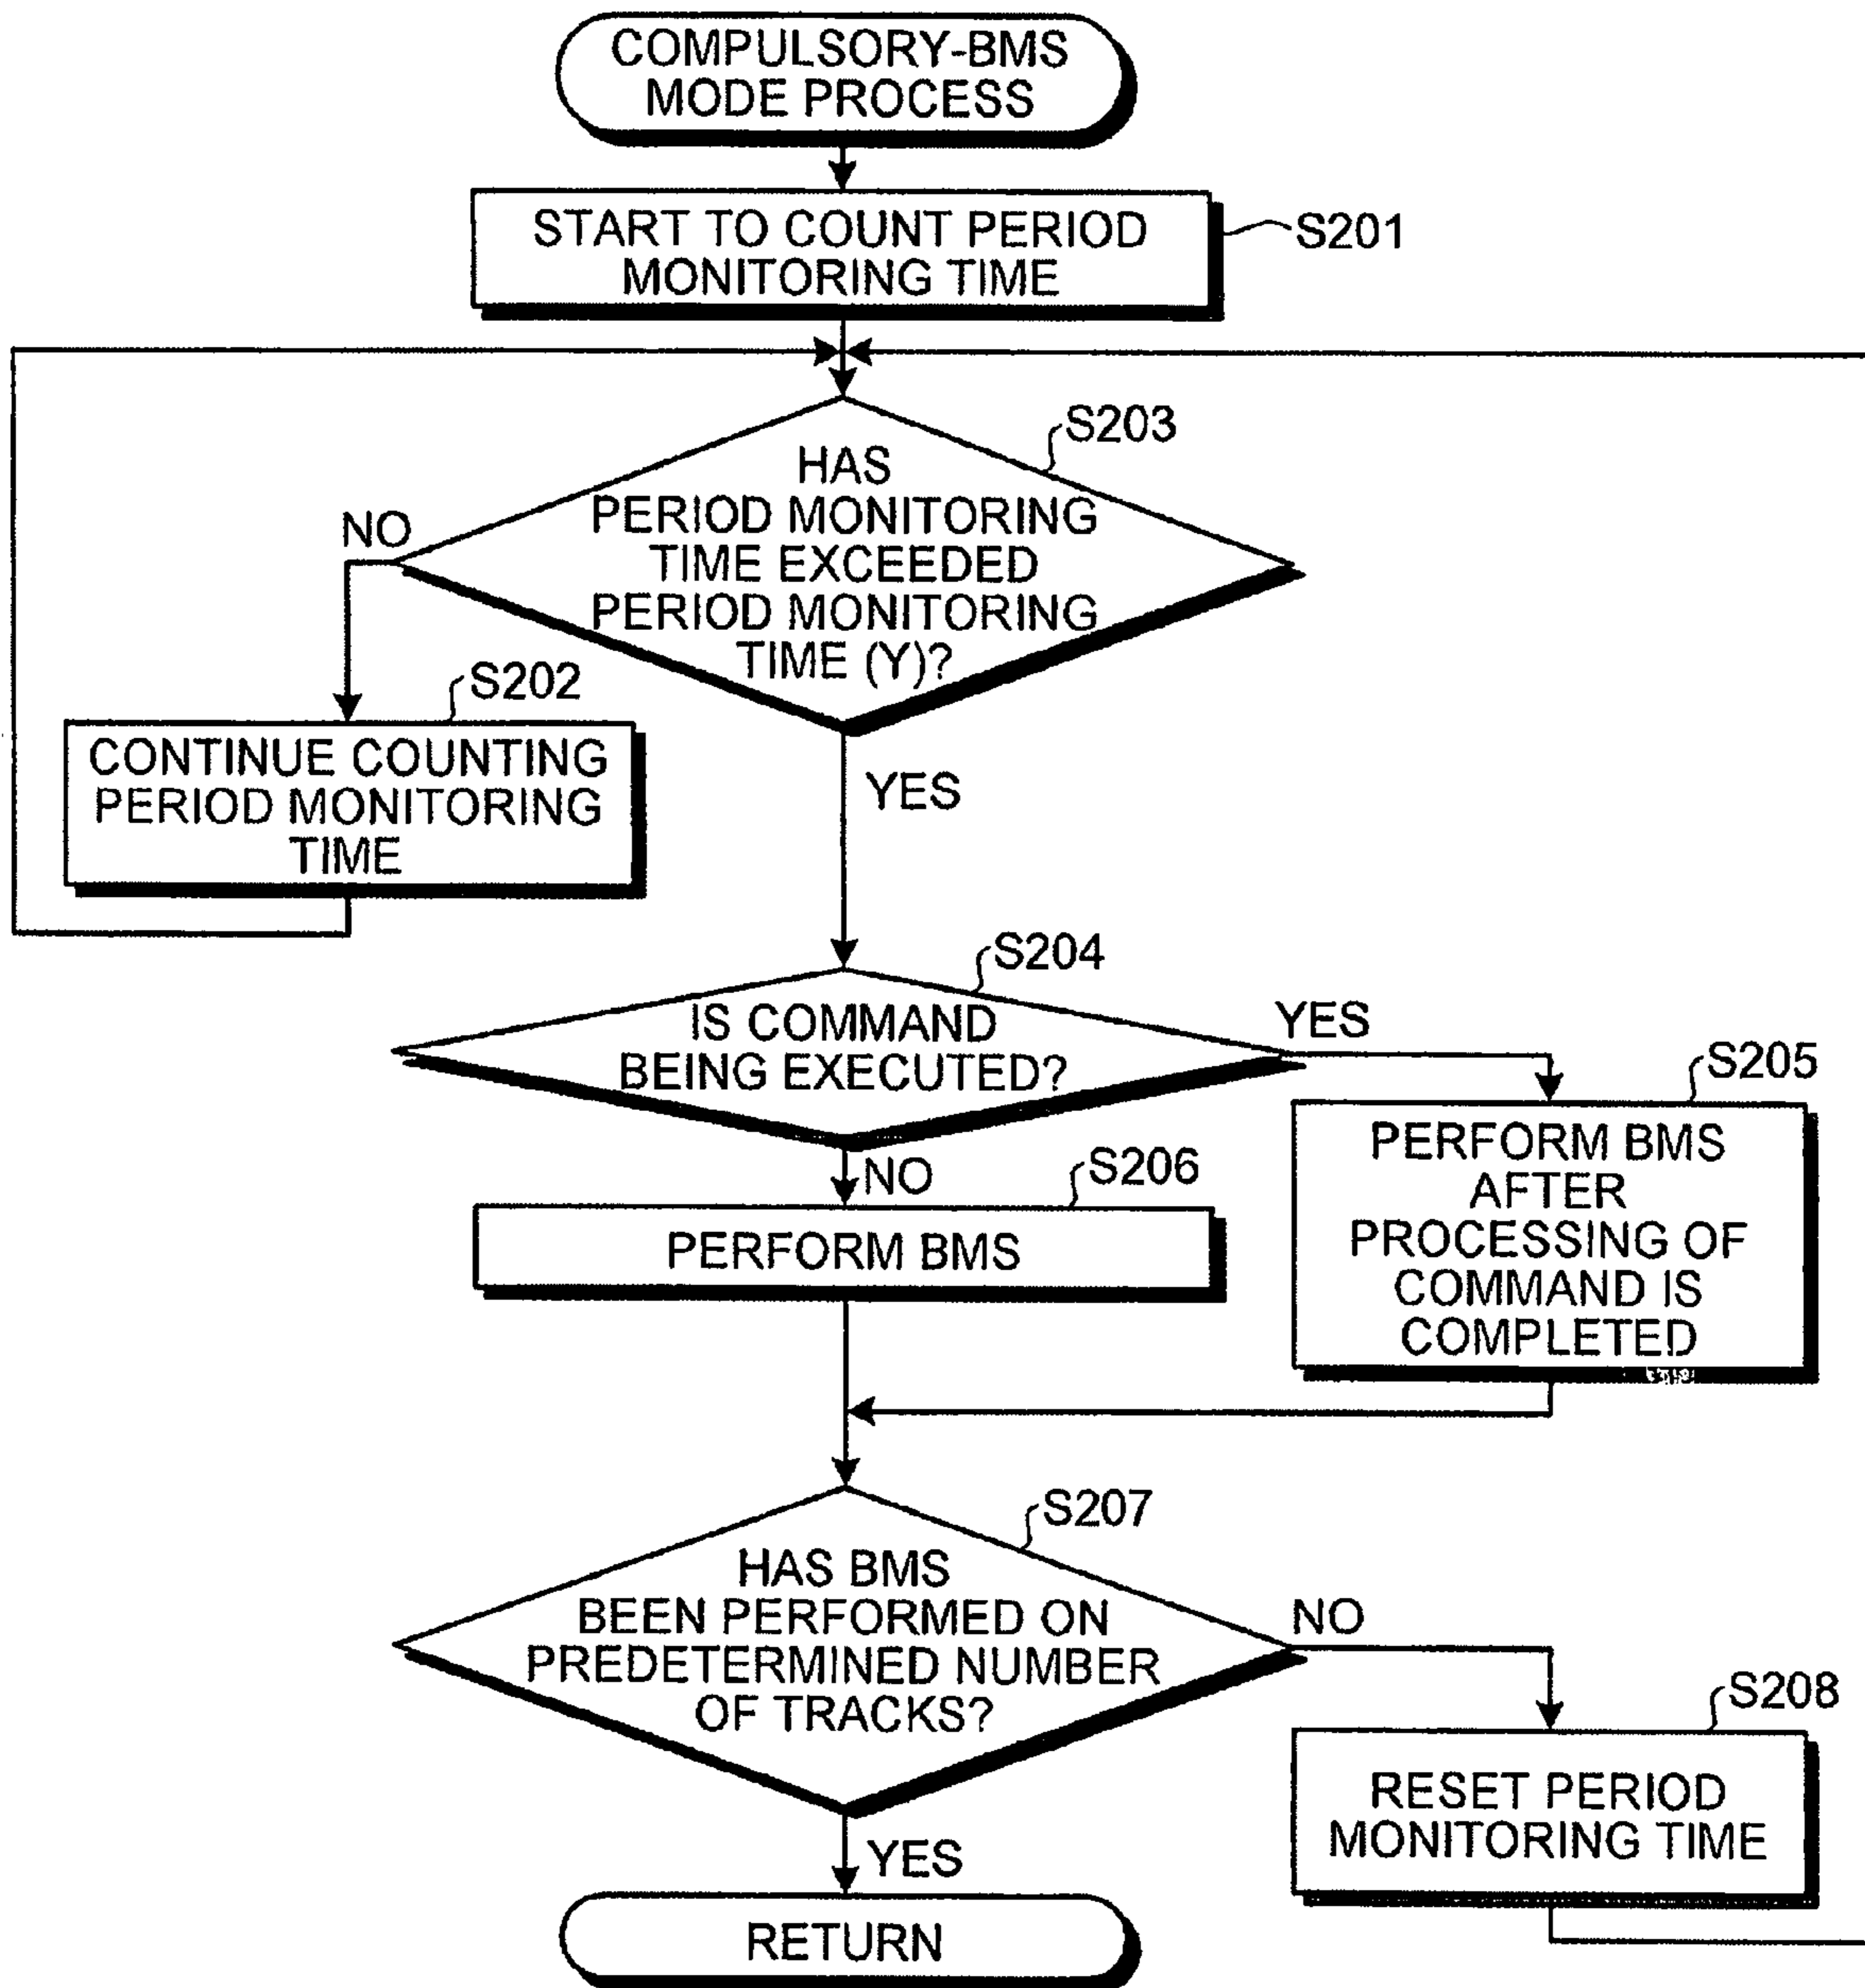 COMPULSORY-BMS
MODE PROCESS
START TO COUNT PERIOD
MONITORING TIME
S201
S203
HAS
PERIOD MONITORING
TIME EXCEEDED
PERIOD MONITORING
TIME (Y)?
NO
S202
CONTINUE COUNTING
PERIOD MONITORING
TIME
YES
S204
IS COMMAND
BEING EXECUTED?
YES
S205
PERFORM BMS
AFTER
PROCESSING OF
COMMAND IS
COMPLETED
NO
S206
PERFORM BMS
S207
HAS BMS
BEEN PERFORMED ON
PREDETERMINED NUMBER
OF TRACKS?
NO
S208
RESET PERIOD
MONITORING TIME
YES
RETURN